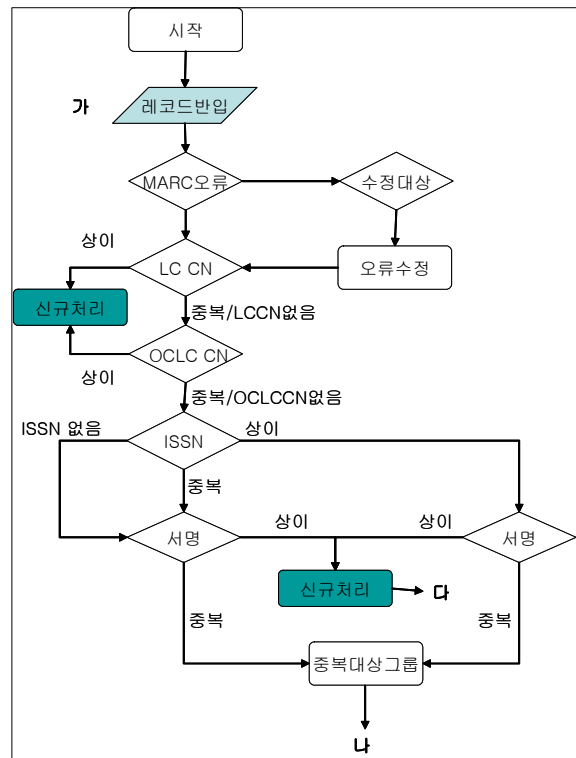 시작
가
레코드반입
MARC오류
수정대상
상이
LC CN
오류수정
신규처리
중복/LCCN없음
OCLC CN
상이
중복/OCLCCN없음
ISSN 없음
ISSN
상이
중복
서명
상이
상이
서명
신규처리
다
중복
중복
중복대상그룹
나